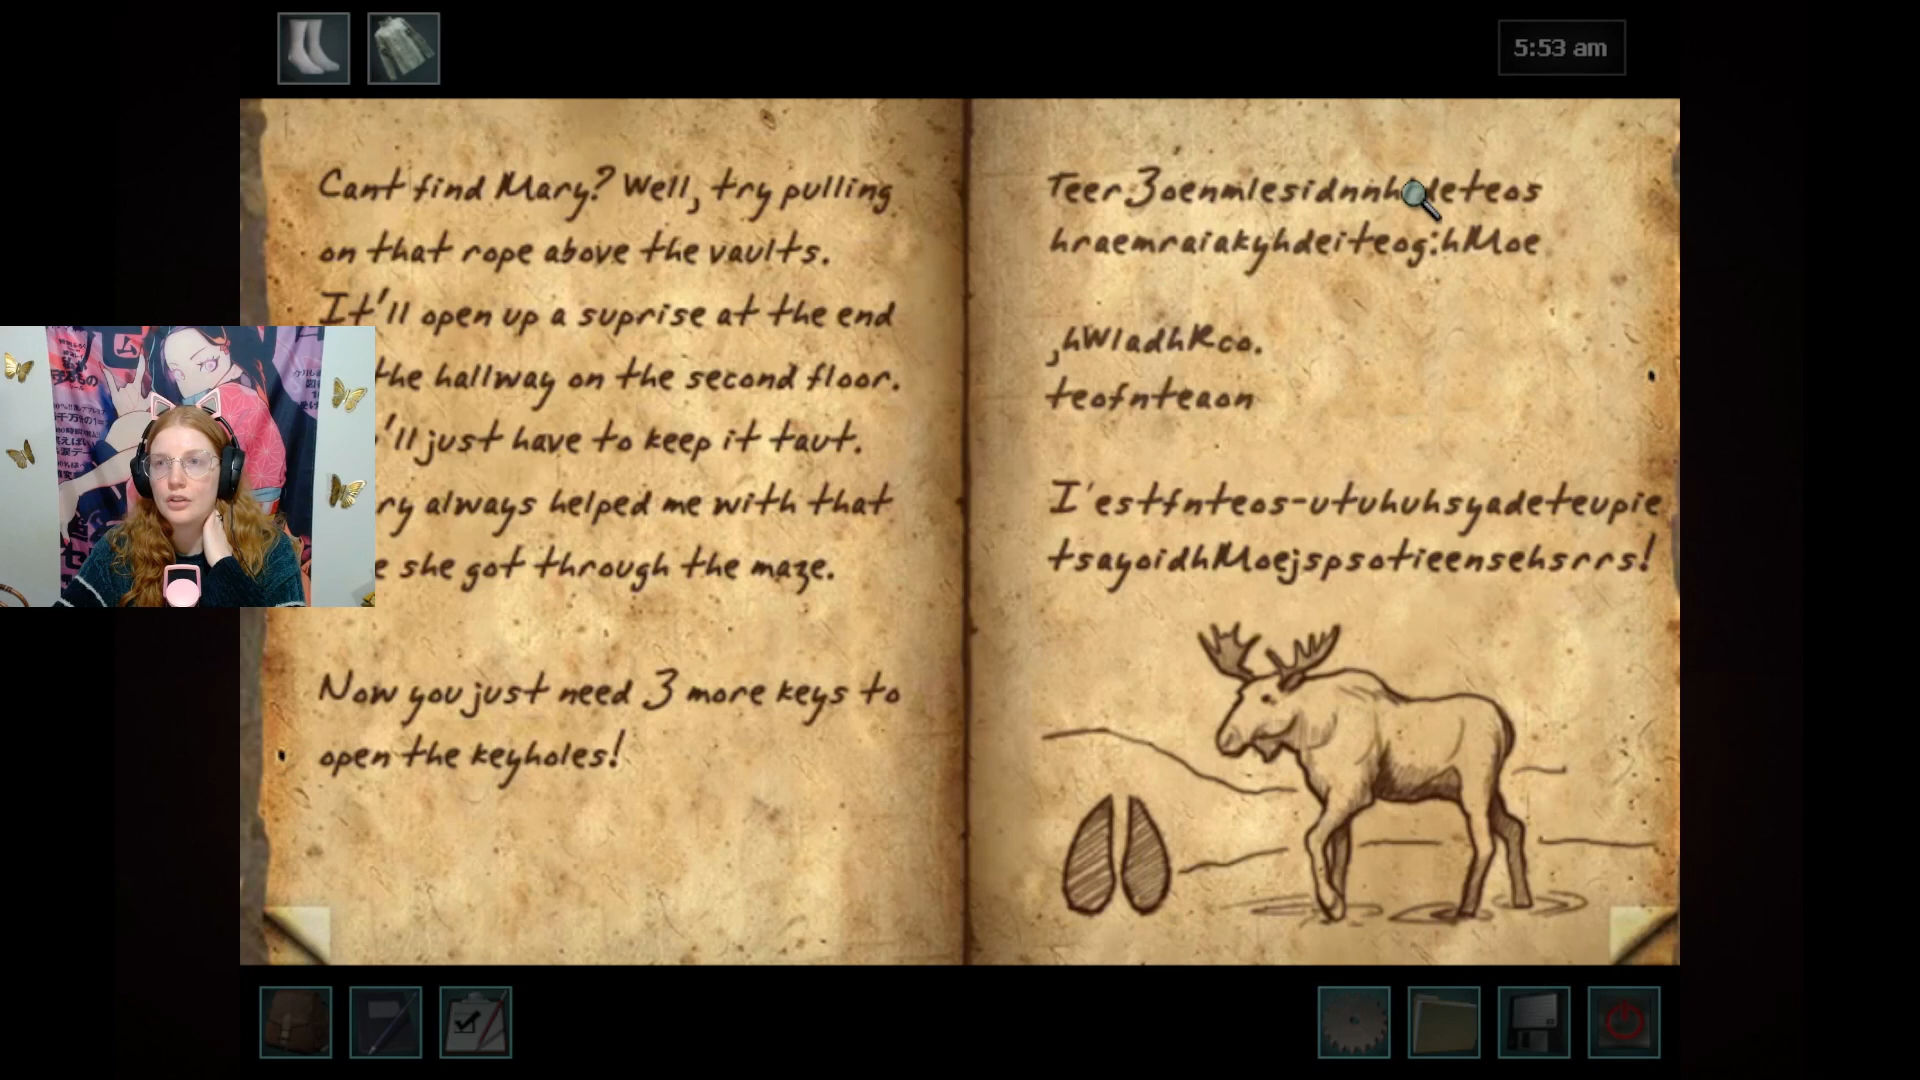 5:53 am
Cant find Mary? Well, try pulling
on that rope above the vaults.
It'll open up a suprise at the end
the hallway on the second floor.
'll just have to keep it taut.
ry always helped me with that
e she got through the maze.
Now you just need 3 more keys to
open the keyholes!
Teer3oenmlesidnnh deteos
hraemraiakyhdeiteog:hMoe
,hWladhRco.
teofnteaon
I'estfnteos-utuhuhsyadeteupie
tsayoidhMoejspsotieensehsrrs!